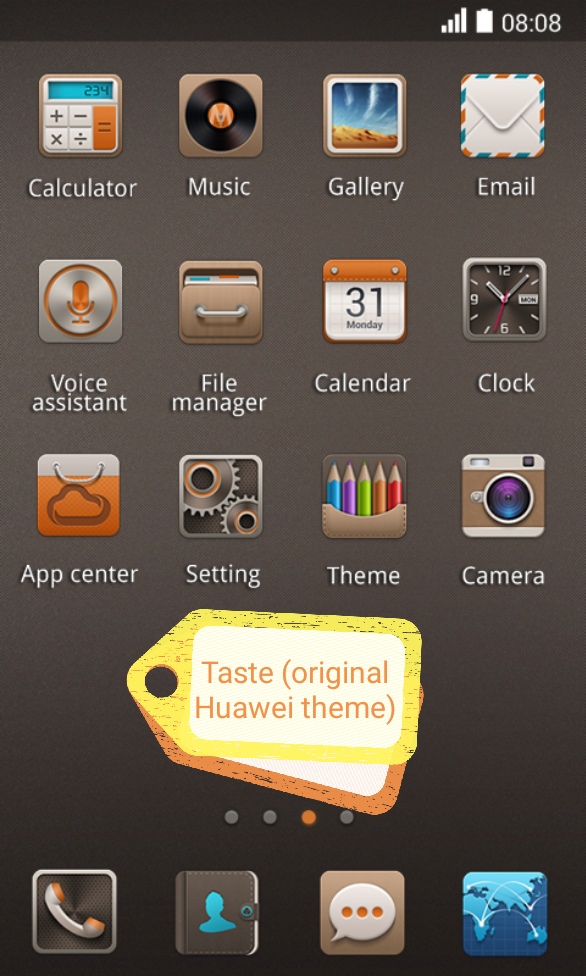 08:08
234
M
Calculator
Music
Gallery
Email
31
Monday
12
9
MON
6
Voice
assistant
File
manager
Calendar
Clock
App center
Setting
Theme
Camera
Taste (original
Huawei theme)